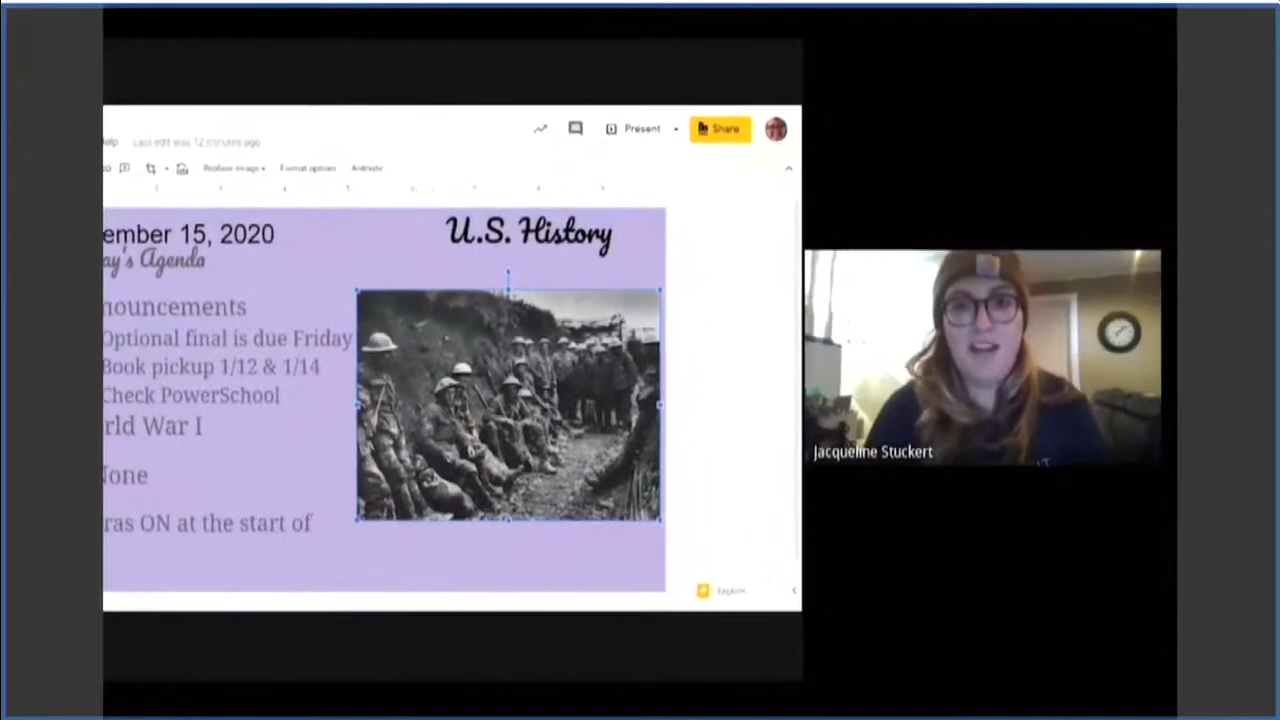 elp Last edit was 12 minutes ago
Present
Share
Replace image
Format options
Animate
ember 15, 2020
U.S. History
ay's Agenda
nouncements
Optional final is due Friday
Book pickup 1/12 & 1/14
Check PowerSchool
rld War I
None
ras ON at the start of
Explore
Jacqueline Stuckert